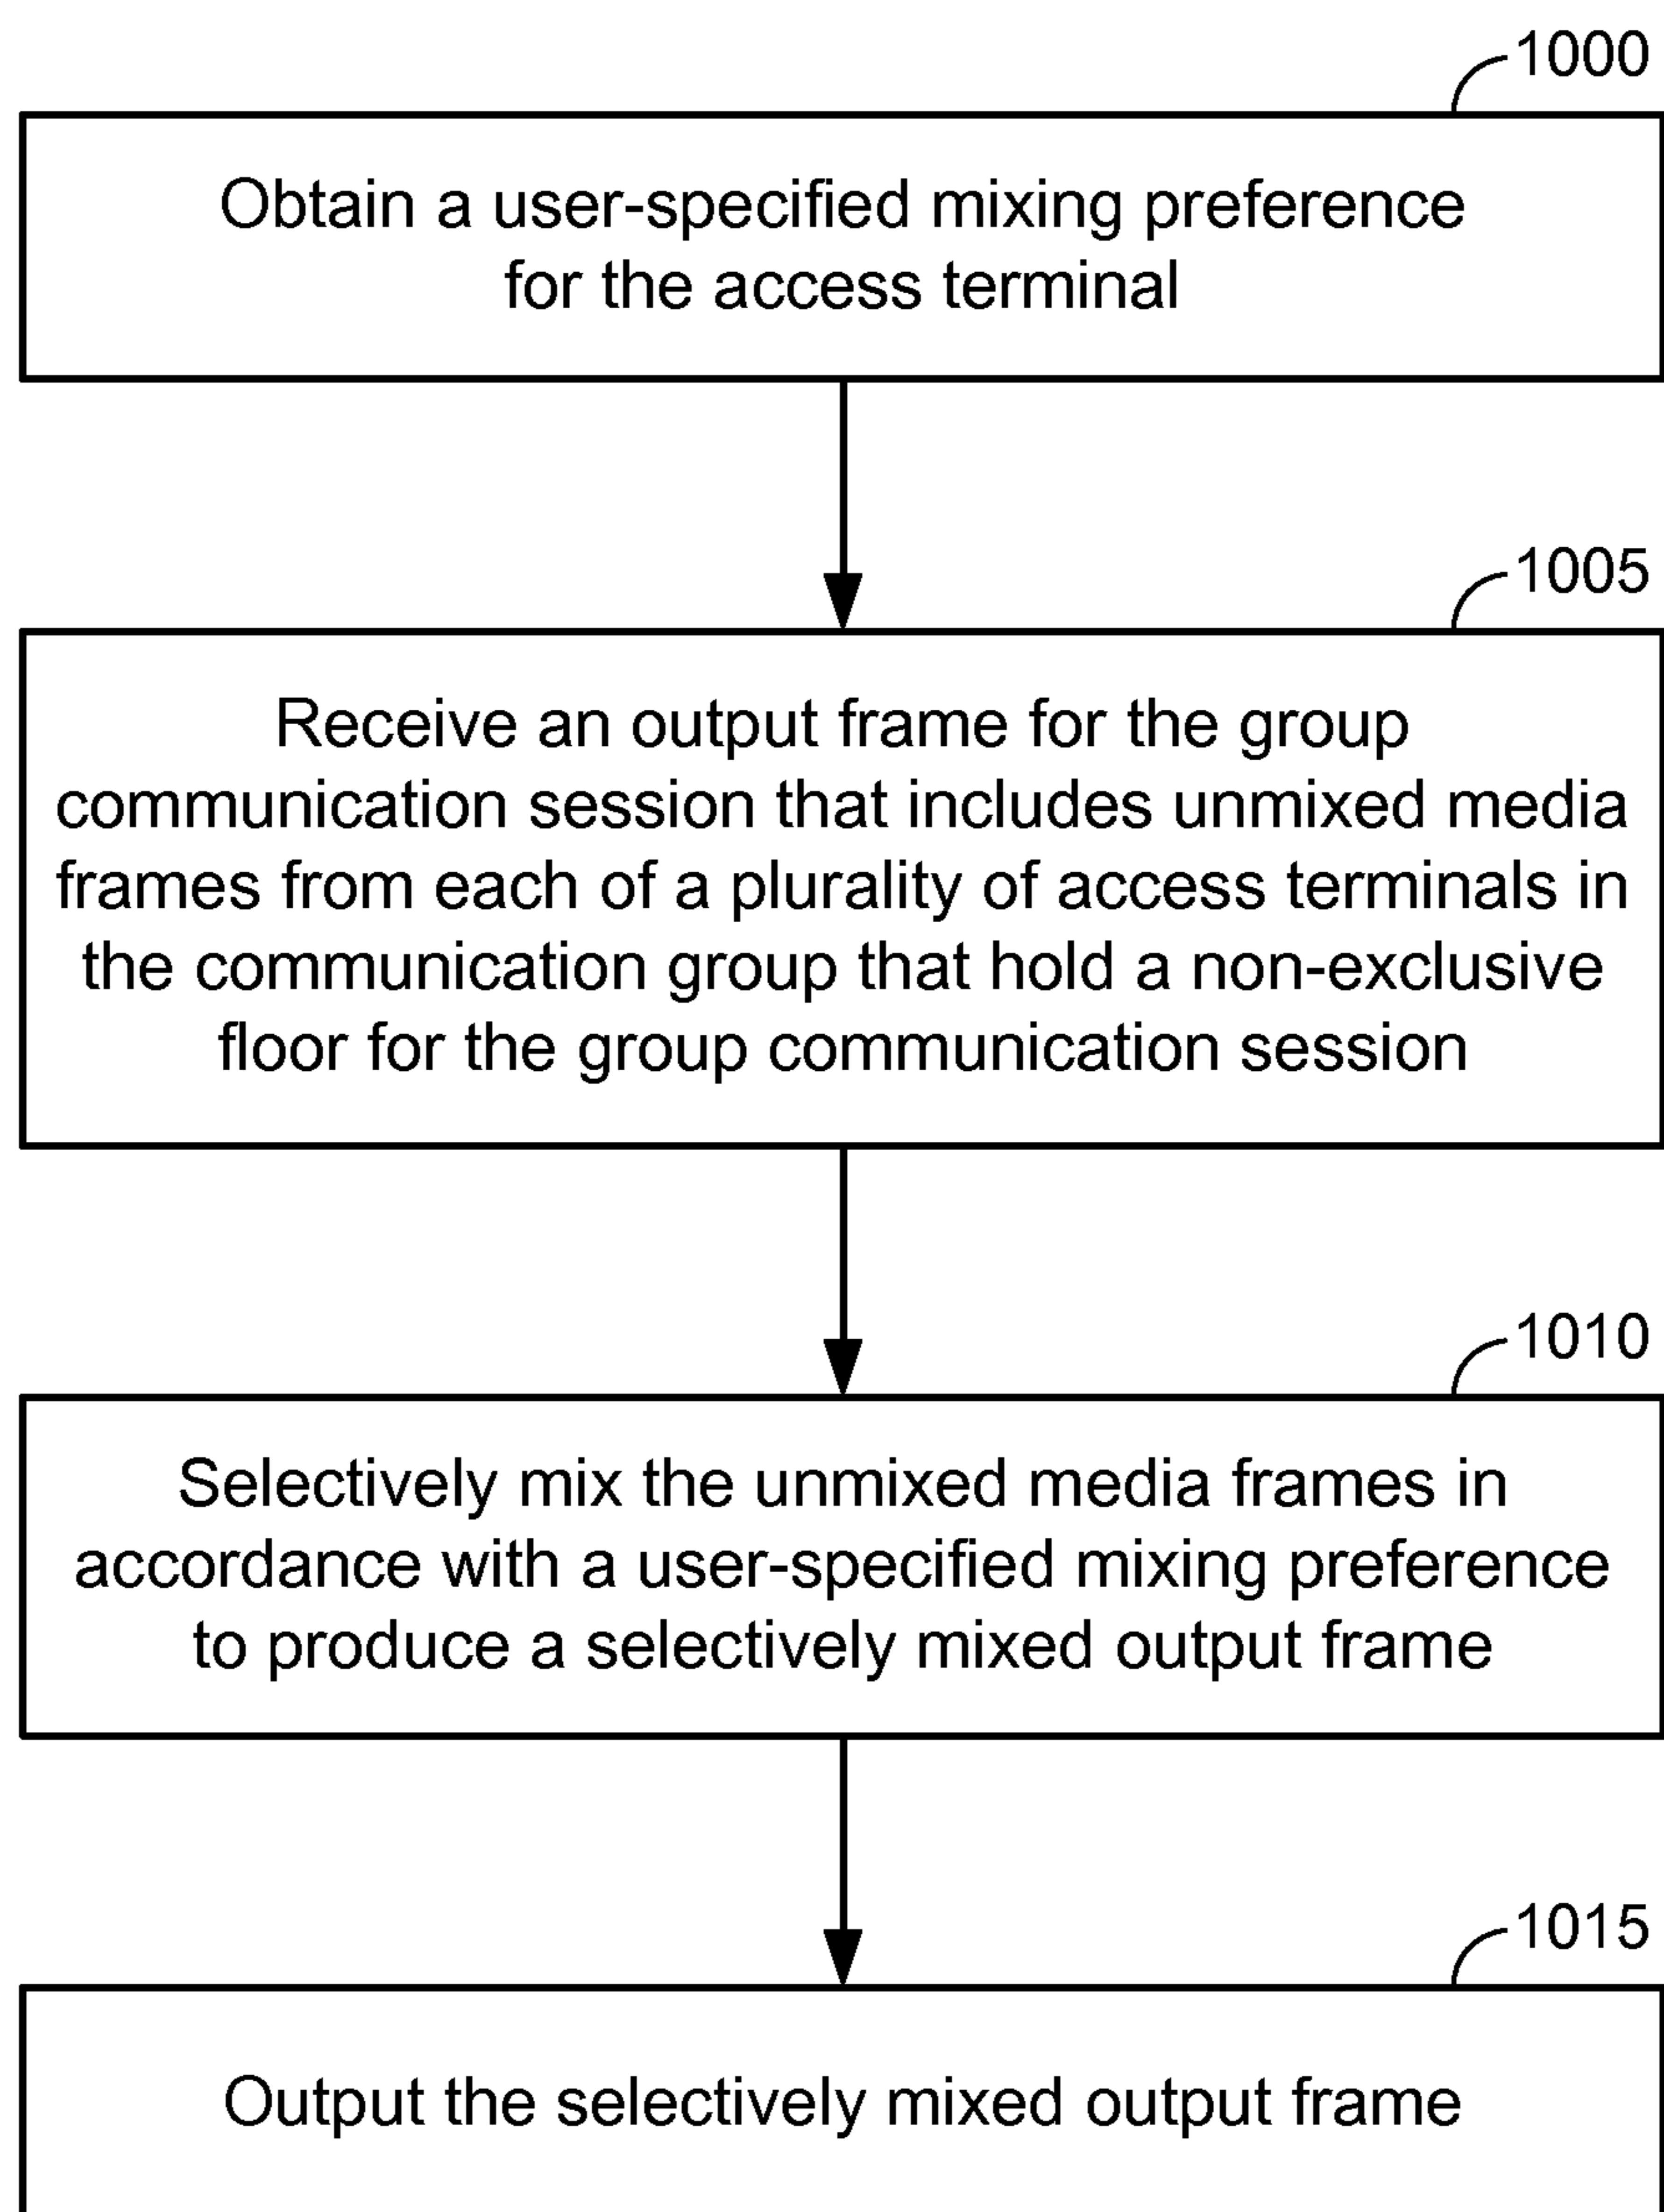 1000
Obtain a user-specified mixing preference
for the access terminal
1005
Receive an output frame for the group
communication session that includes unmixed media
frames from each of a plurality of access terminals in
the communication group that hold a non-exclusive
floor for the group communication session
1010
Selectively mix the unmixed media frames in
accordance with a user-specified mixing preference
to produce a selectively mixed output frame
1015
Output the selectively mixed output frame